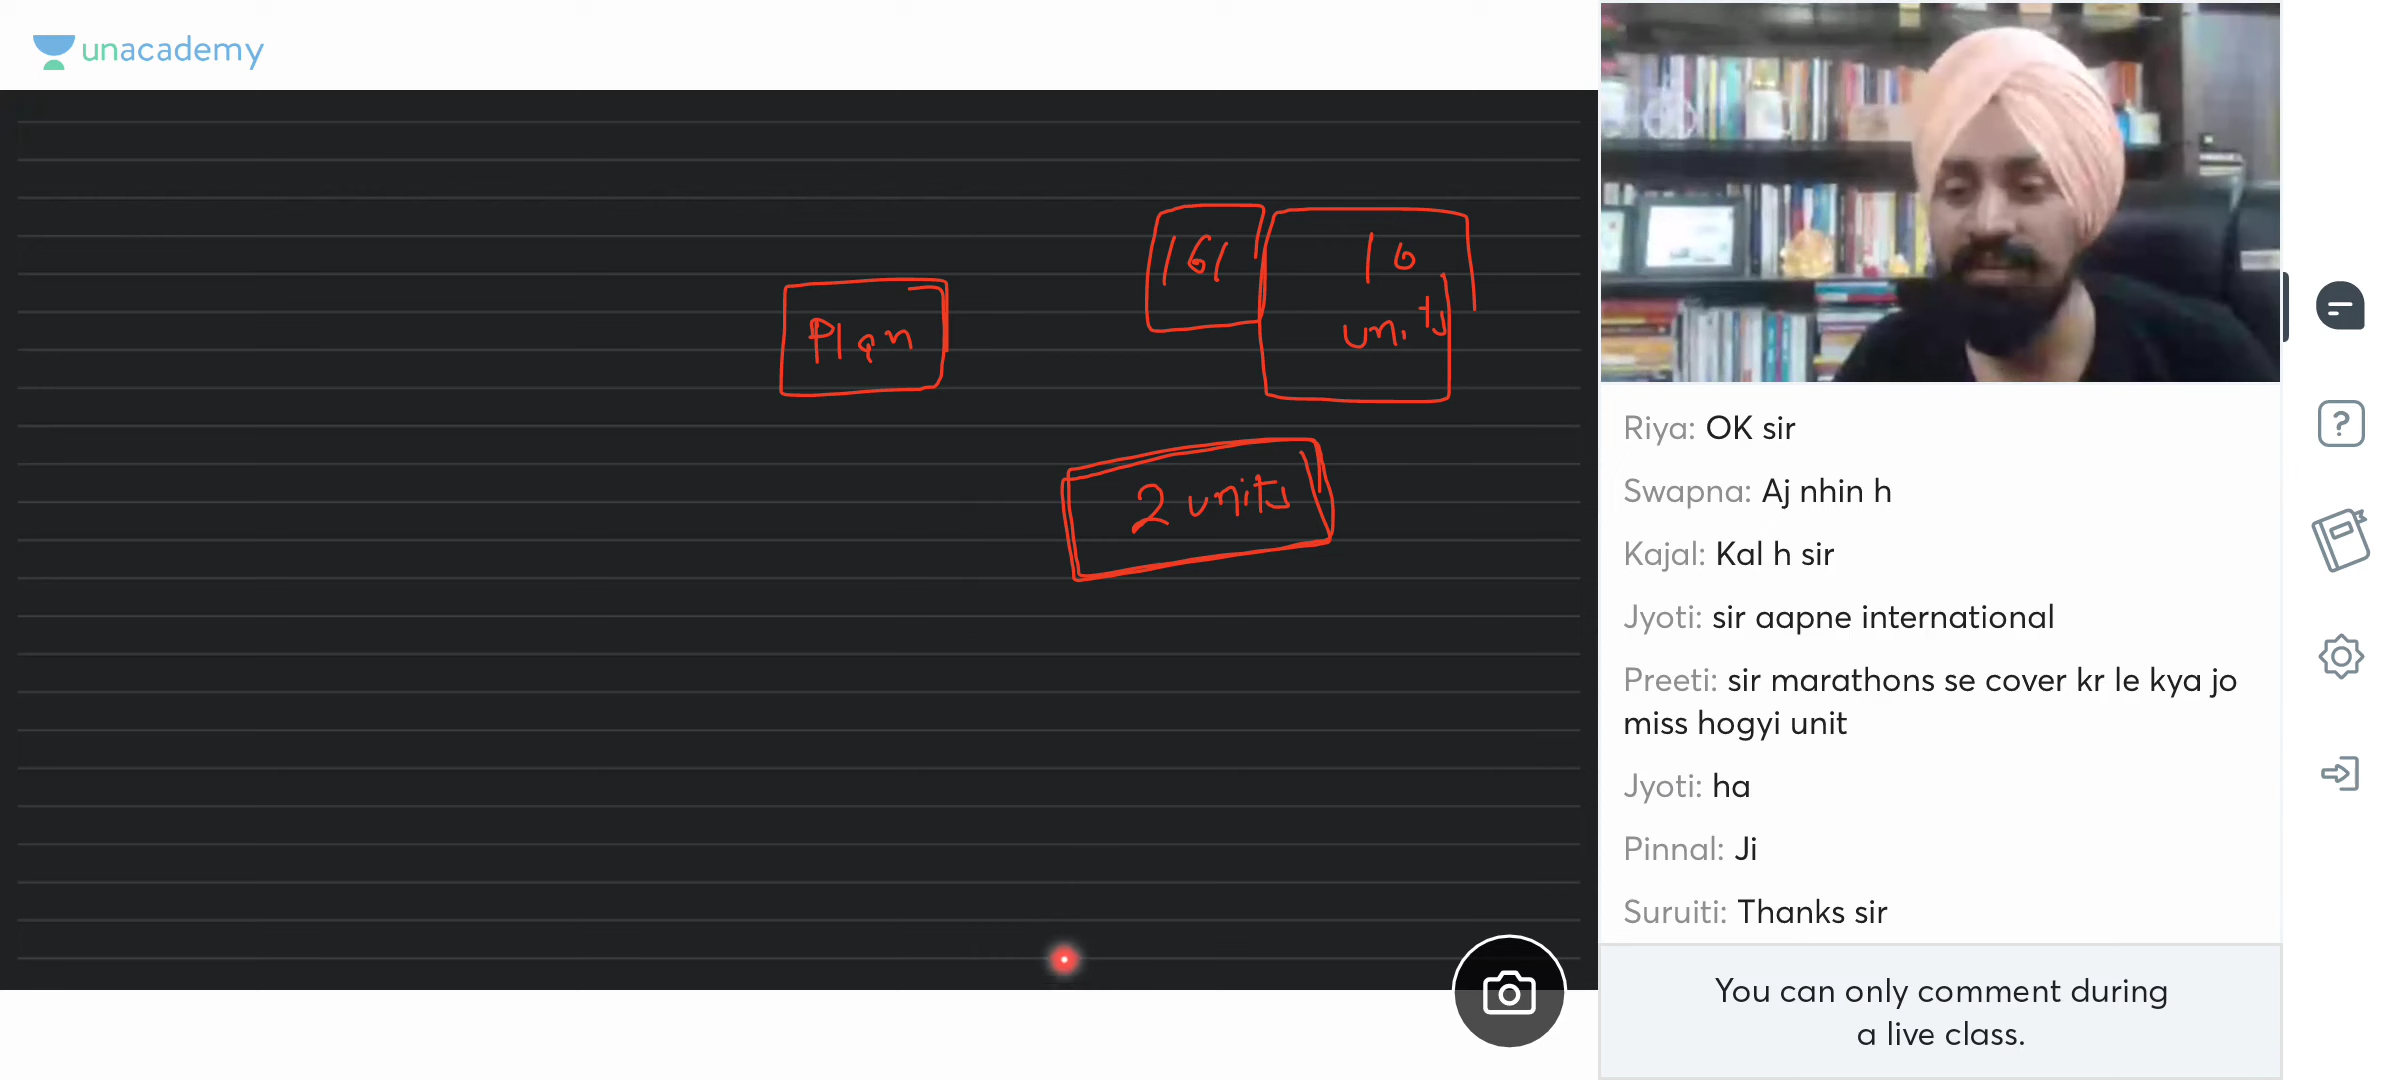 unacademy
161
10
units
Plan
2 units
Riya: OK sir
Swapna: Aj nhin h
Kajal: Kal h sir
Jyoti: sir aapne international
Preeti: sir marathons se cover kr le kya jo
miss hogyi unit
Jyoti: ha
Pinnal: Ji
Suruiti: Thanks sir
You can only comment during
a live class.
?